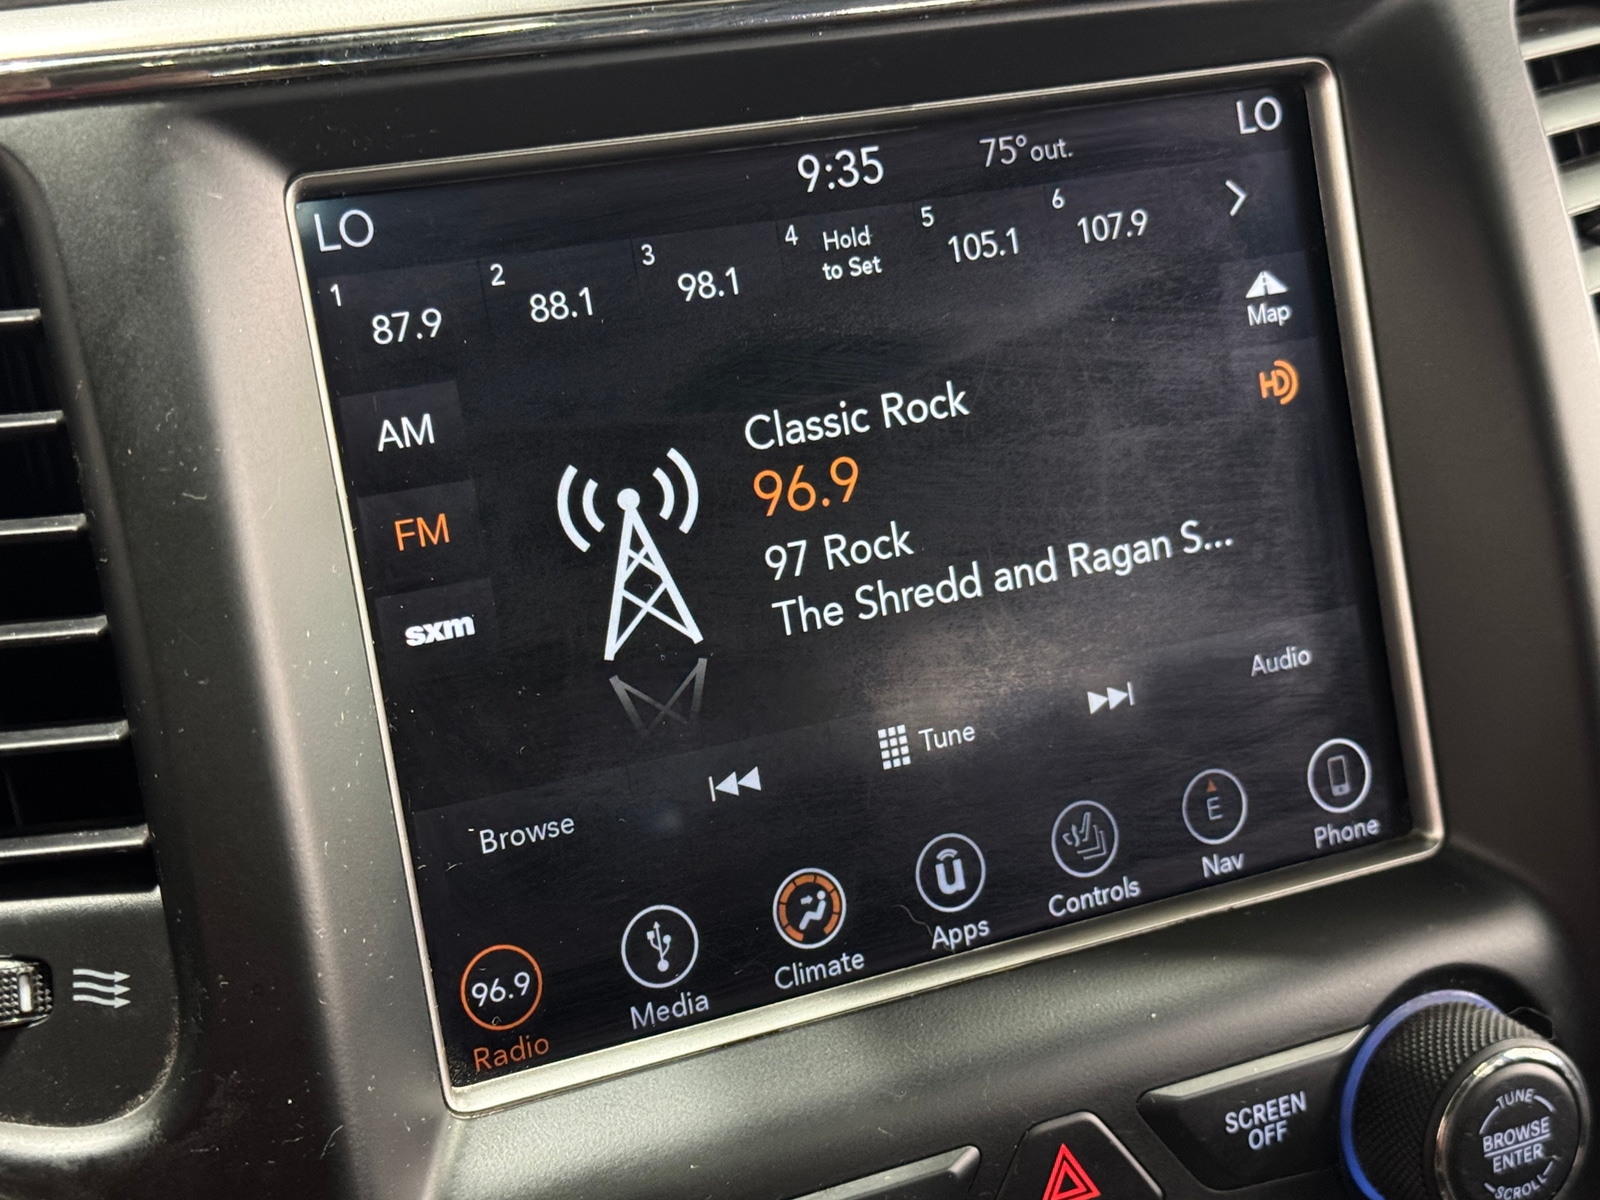 LO
9:35
75° out.
LO
1
87.9
2
88.1
3
98.1
4
Hold
to Set
5
105.1
6
107.9
Map
HD
AM
FM
sxm
Classic Rock
96.9
97 Rock
The Shredd and Ragan S...
Browse
Tune
Audio
96.9
Radio
Media
Climate
u
Apps
Controls
E
Nav
Phone
SCREEN
OFF
TUNE
BROWSE
ENTER
SCROLL